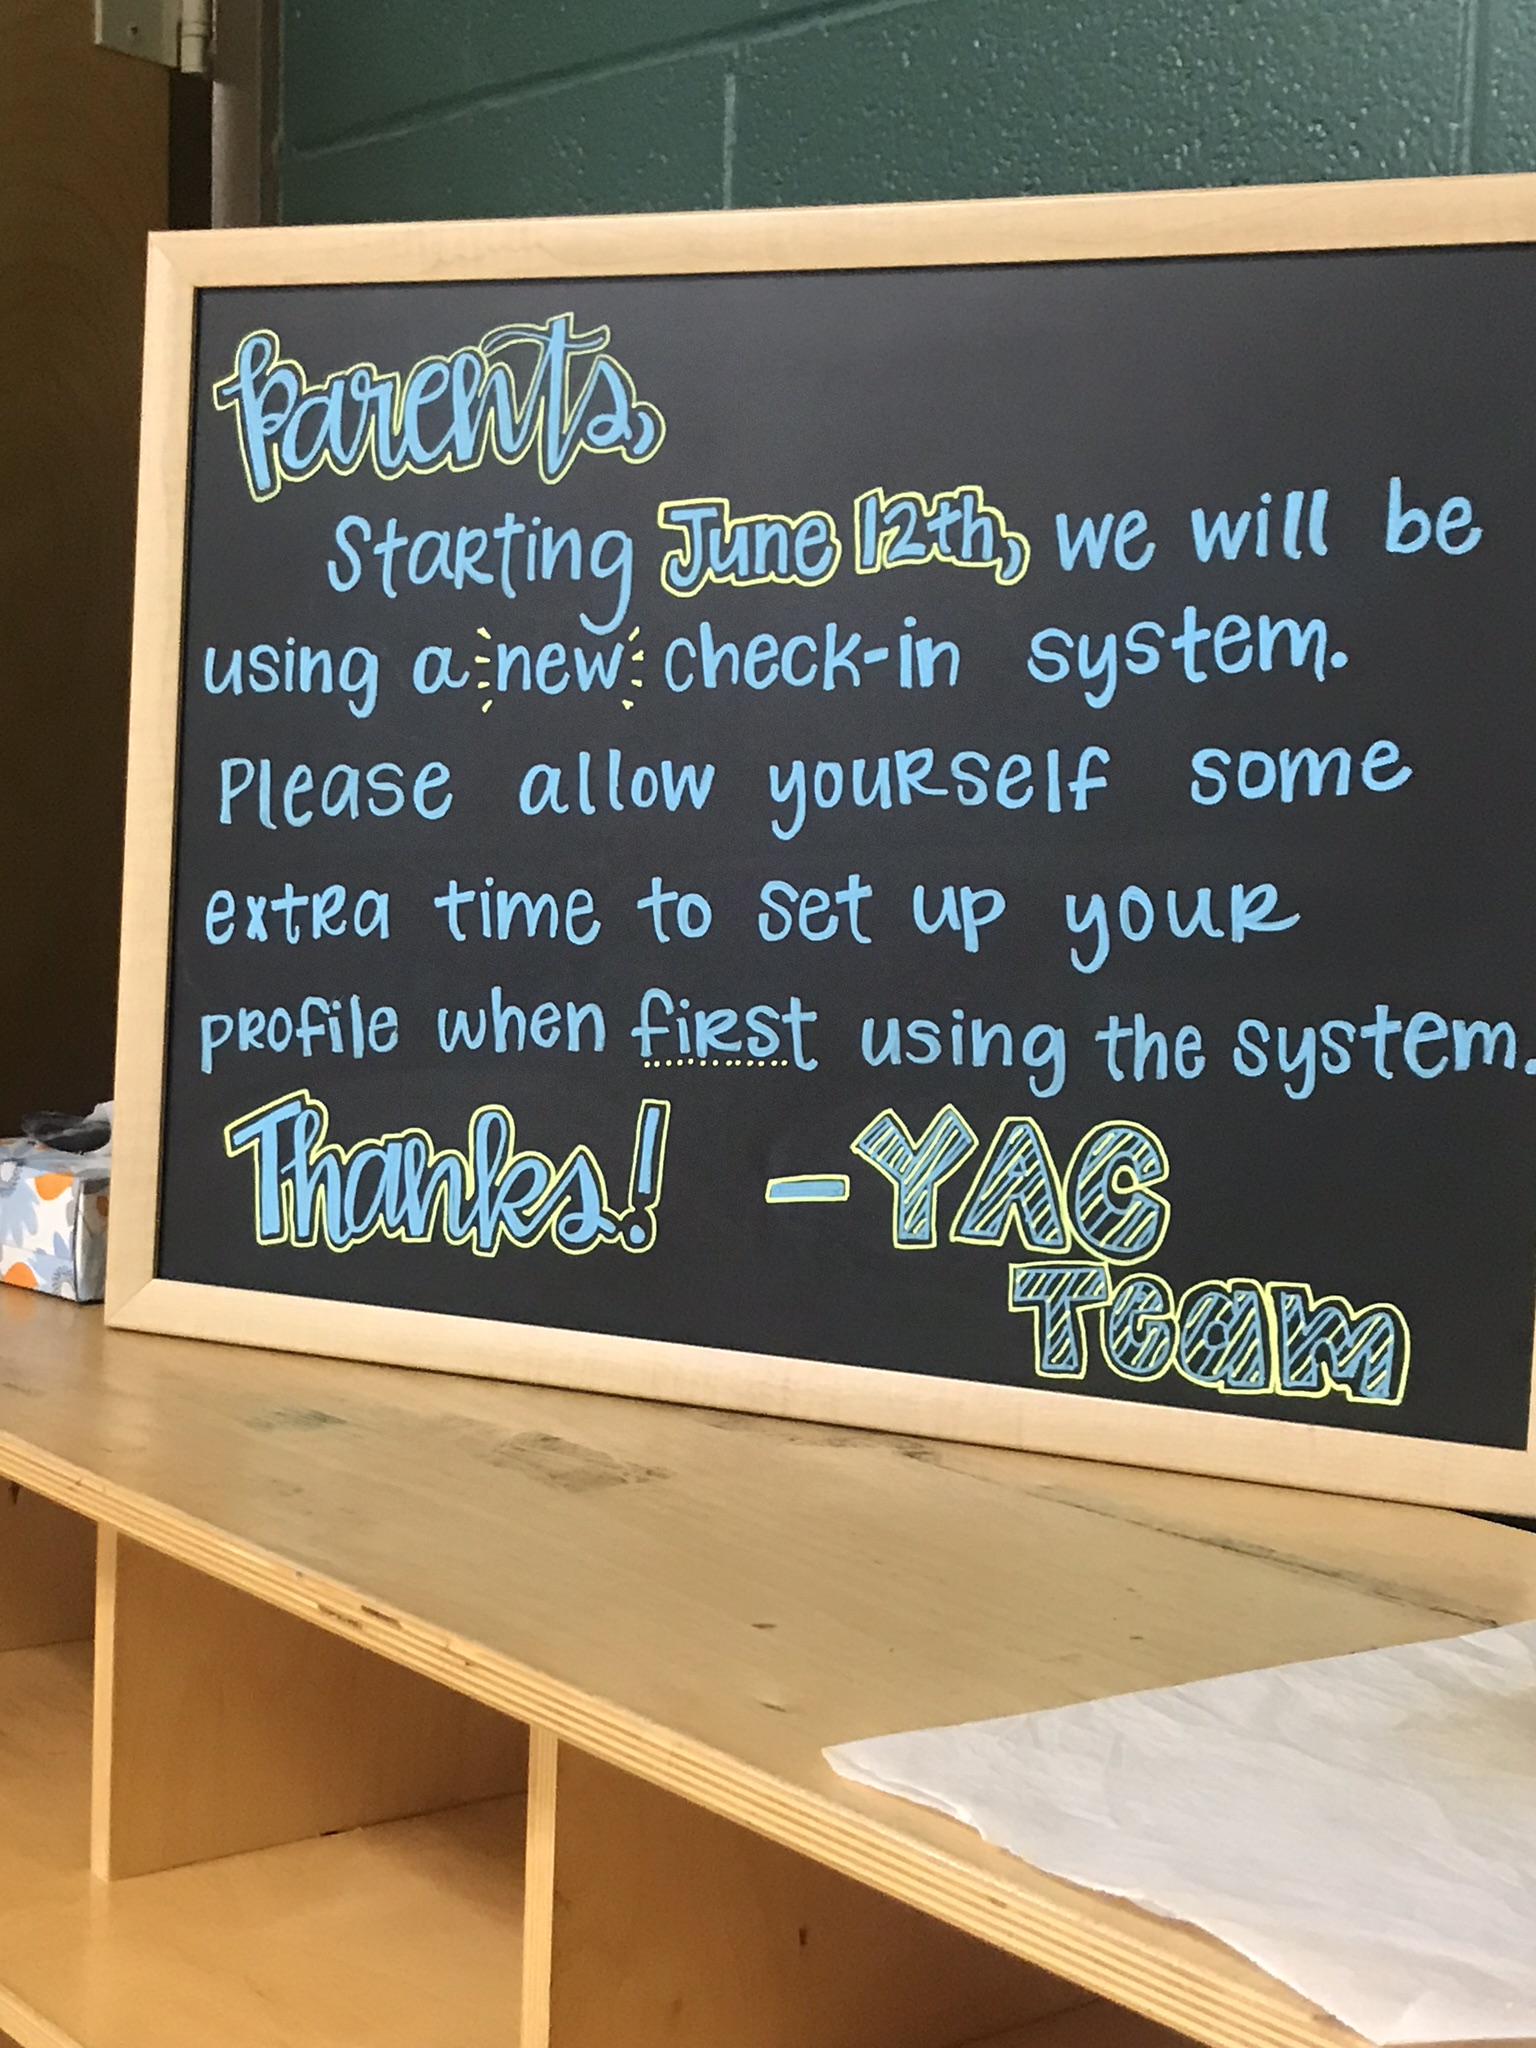 Parents,
Starting June 12th, we will be
using a new check-in system.
Please allow yourself some
extra time to set up your
profile when first using the system.
Thanks! -YAC
Team